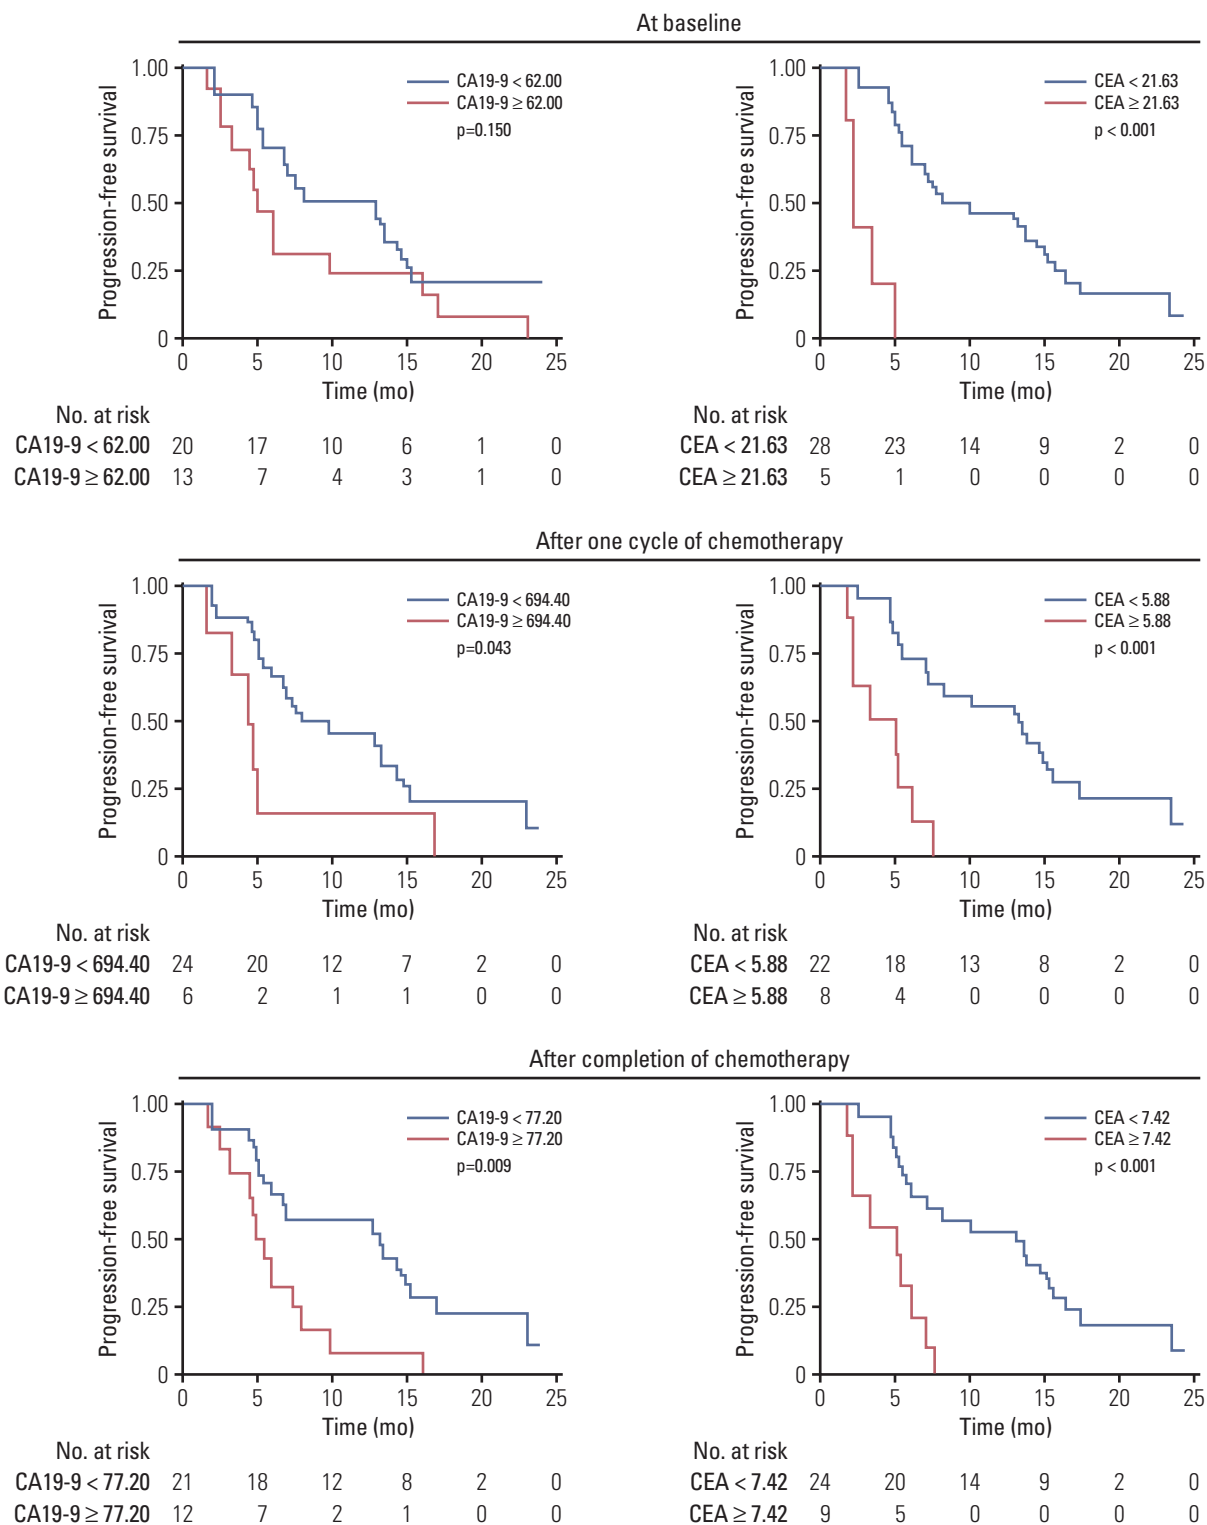 At baseline
1.00
0.75
0.50
0.25
0
Progression-free survival
CA19-9 < 62.00
CA19-9 ≥ 62.00
p=0.150
0 5 10 15 20 25
Time (mo)
No. at risk
CA19-9 < 62.00 20 17 10 6 1 0
CA19-9 ≥ 62.00 13 7 4 3 1 0
1.00
0.75
0.50
0.25
0
Progression-free survival
CEA < 21.63
CEA ≥ 21.63
p < 0.001
0 5 10 15 20 25
Time (mo)
No. at risk
CEA < 21.63 28 23 14 9 2 0
CEA ≥ 21.63 5 1 0 0 0 0
After one cycle of chemotherapy
1.00
0.75
0.50
0.25
0
Progression-free survival
CA19-9 < 694.40
CA19-9 ≥ 694.40
p=0.043
0 5 10 15 20 25
Time (mo)
No. at risk
CA19-9 < 694.40 24 20 12 7 2 0
CA19-9 ≥ 694.40 6 2 1 1 0 0
1.00
0.75
0.50
0.25
0
Progression-free survival
CEA < 5.88
CEA ≥ 5.88
p < 0.001
0 5 10 15 20 25
Time (mo)
No. at risk
CEA < 5.88 22 18 13 8 2 0
CEA ≥ 5.88 8 4 0 0 0 0
After completion of chemotherapy
1.00
0.75
0.50
0.25
0
Progression-free survival
CA19-9 < 77.20
CA19-9 ≥ 77.20
p=0.009
0 5 10 15 20 25
Time (mo)
No. at risk
CA19-9 < 77.20 21 18 12 8 2 0
CA19-9 ≥ 77.20 12 7 2 1 0 0
1.00
0.75
0.50
0.25
0
Progression-free survival
CEA < 7.42
CEA ≥ 7.42
p < 0.001
0 5 10 15 20 25
Time (mo)
No. at risk
CEA < 7.42 24 20 14 9 2 0
CEA ≥ 7.42 9 5 0 0 0 0